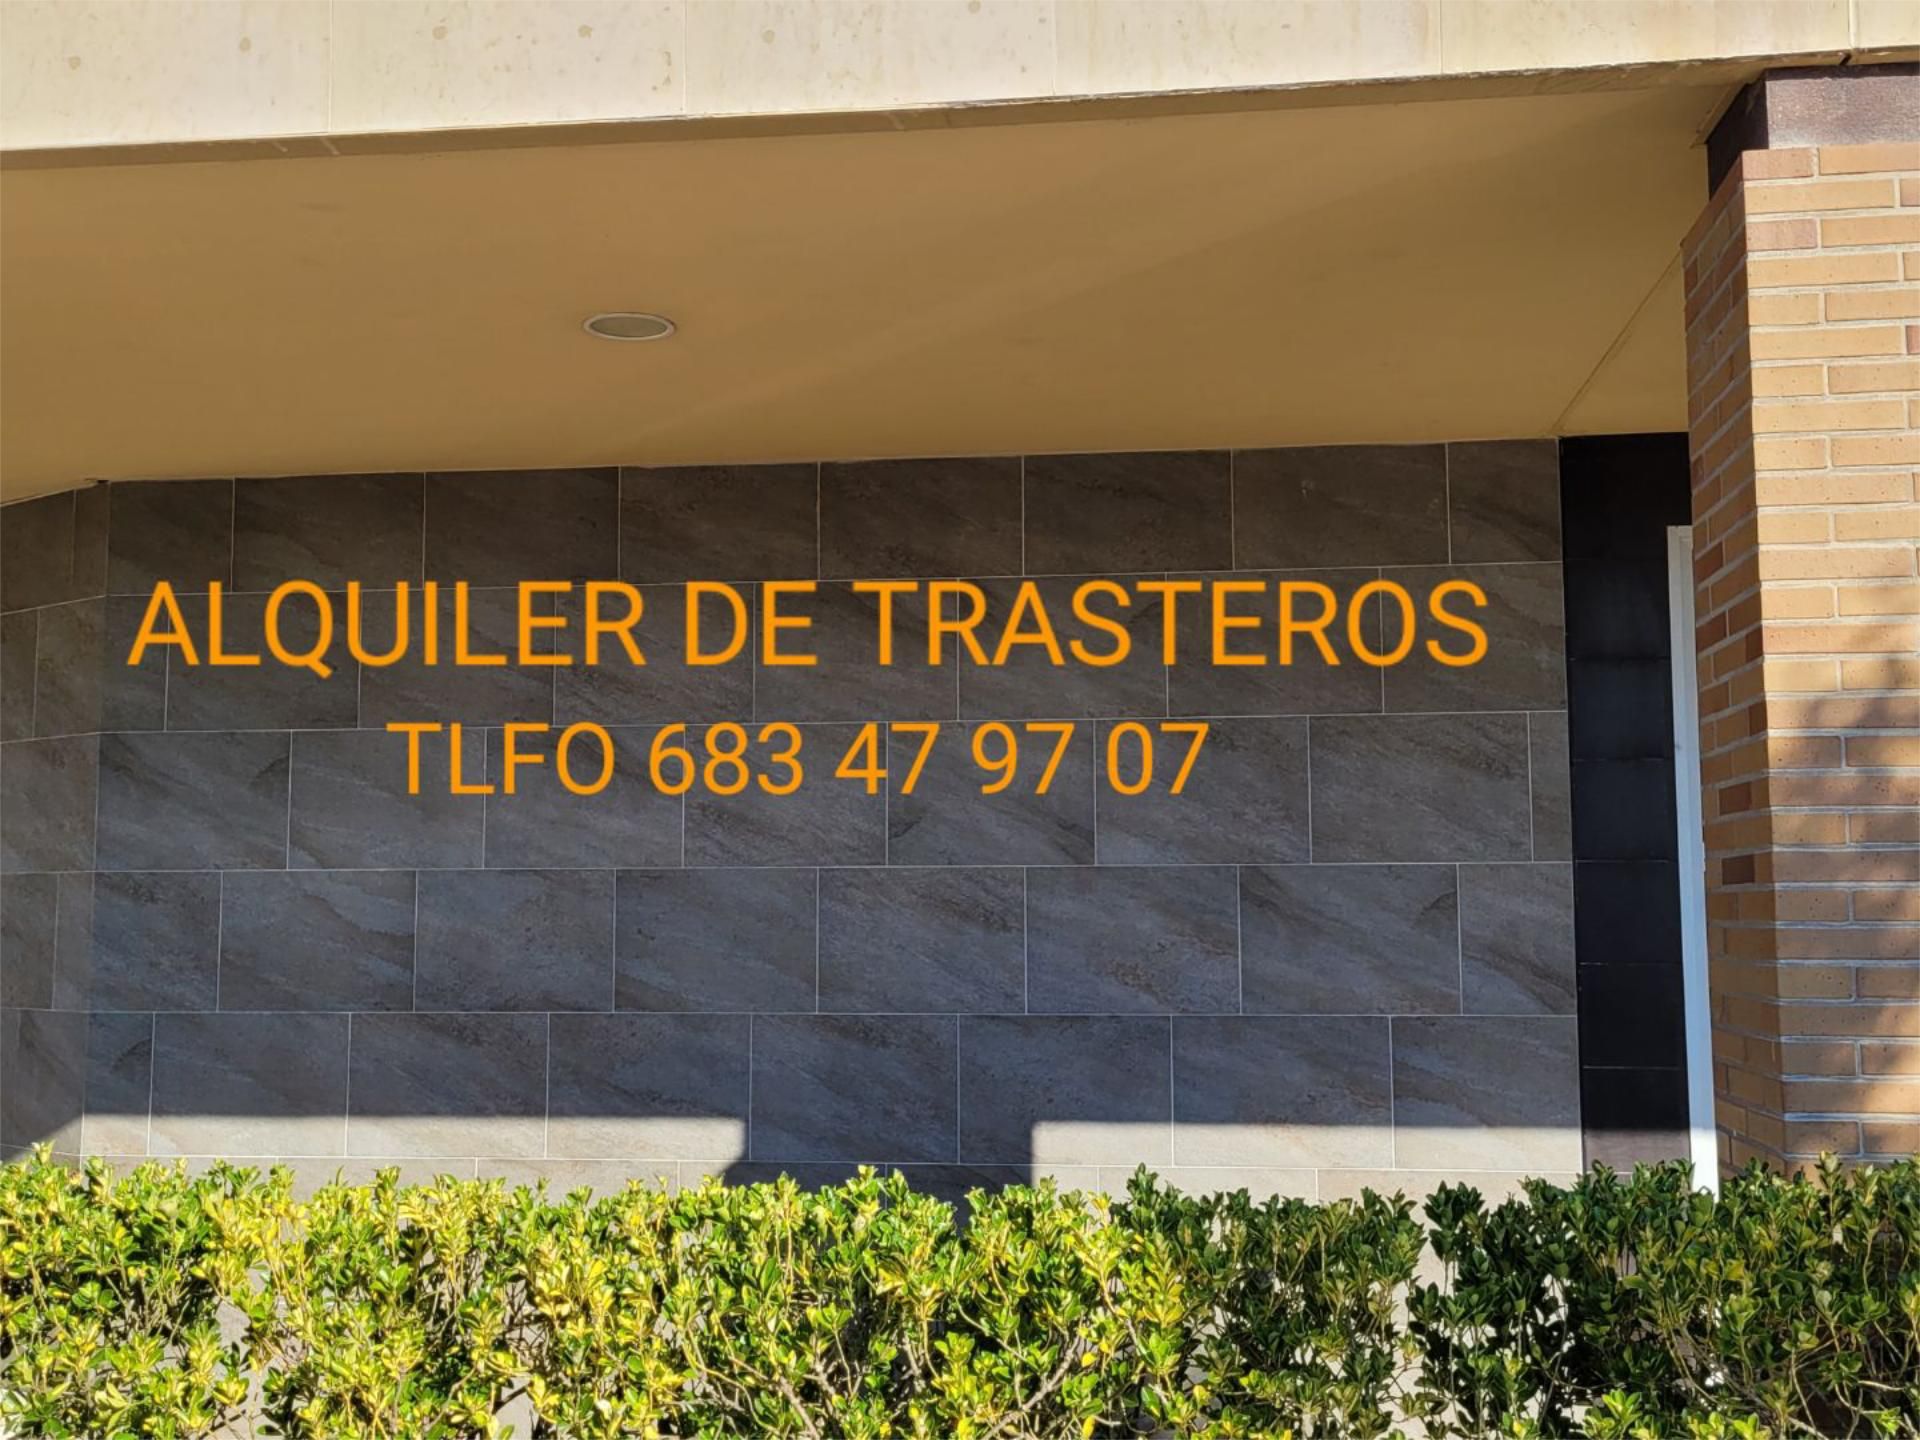 ALQUILER DE TRASTEROS
TLFO 683 47 97 07